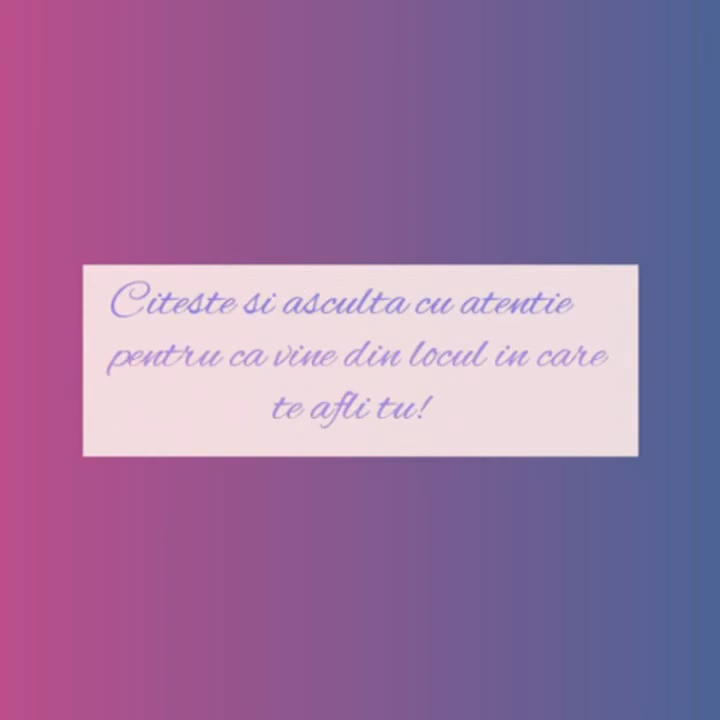 Citeste si asculta cu atentie
pentru ca vine din locul in care
te afli tu!